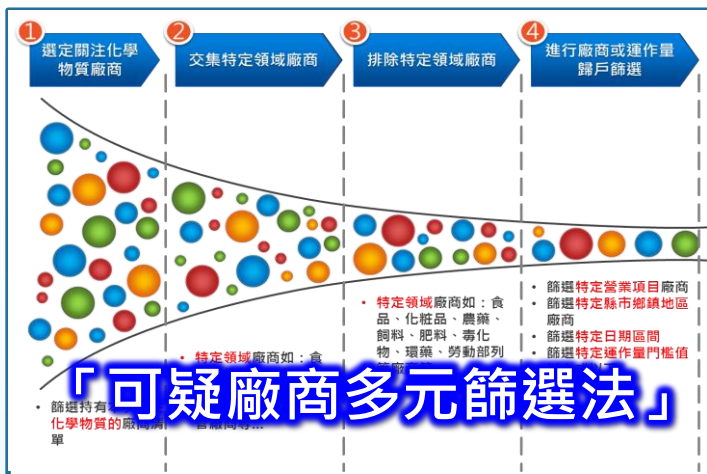 1
選定關注化學
物質廠商
2
交集特定領域廠商
3
排除特定領域廠商
4
進行廠商或運作量
歸戶篩選
• 篩選特定營業項目廠商
• 篩選特定縣市鄉鎮地區
廠商
• 篩選特定日期區間
• 篩選特定運作量門檻值
• 特定領域廠商如：食
品、化粧品、農藥、
飼料、肥料、毒化
物、環藥、勞動部列
• 特定領域廠商如：食
「可疑廠商多元篩選法」
• 篩選持有
化學物質的廠商清
單